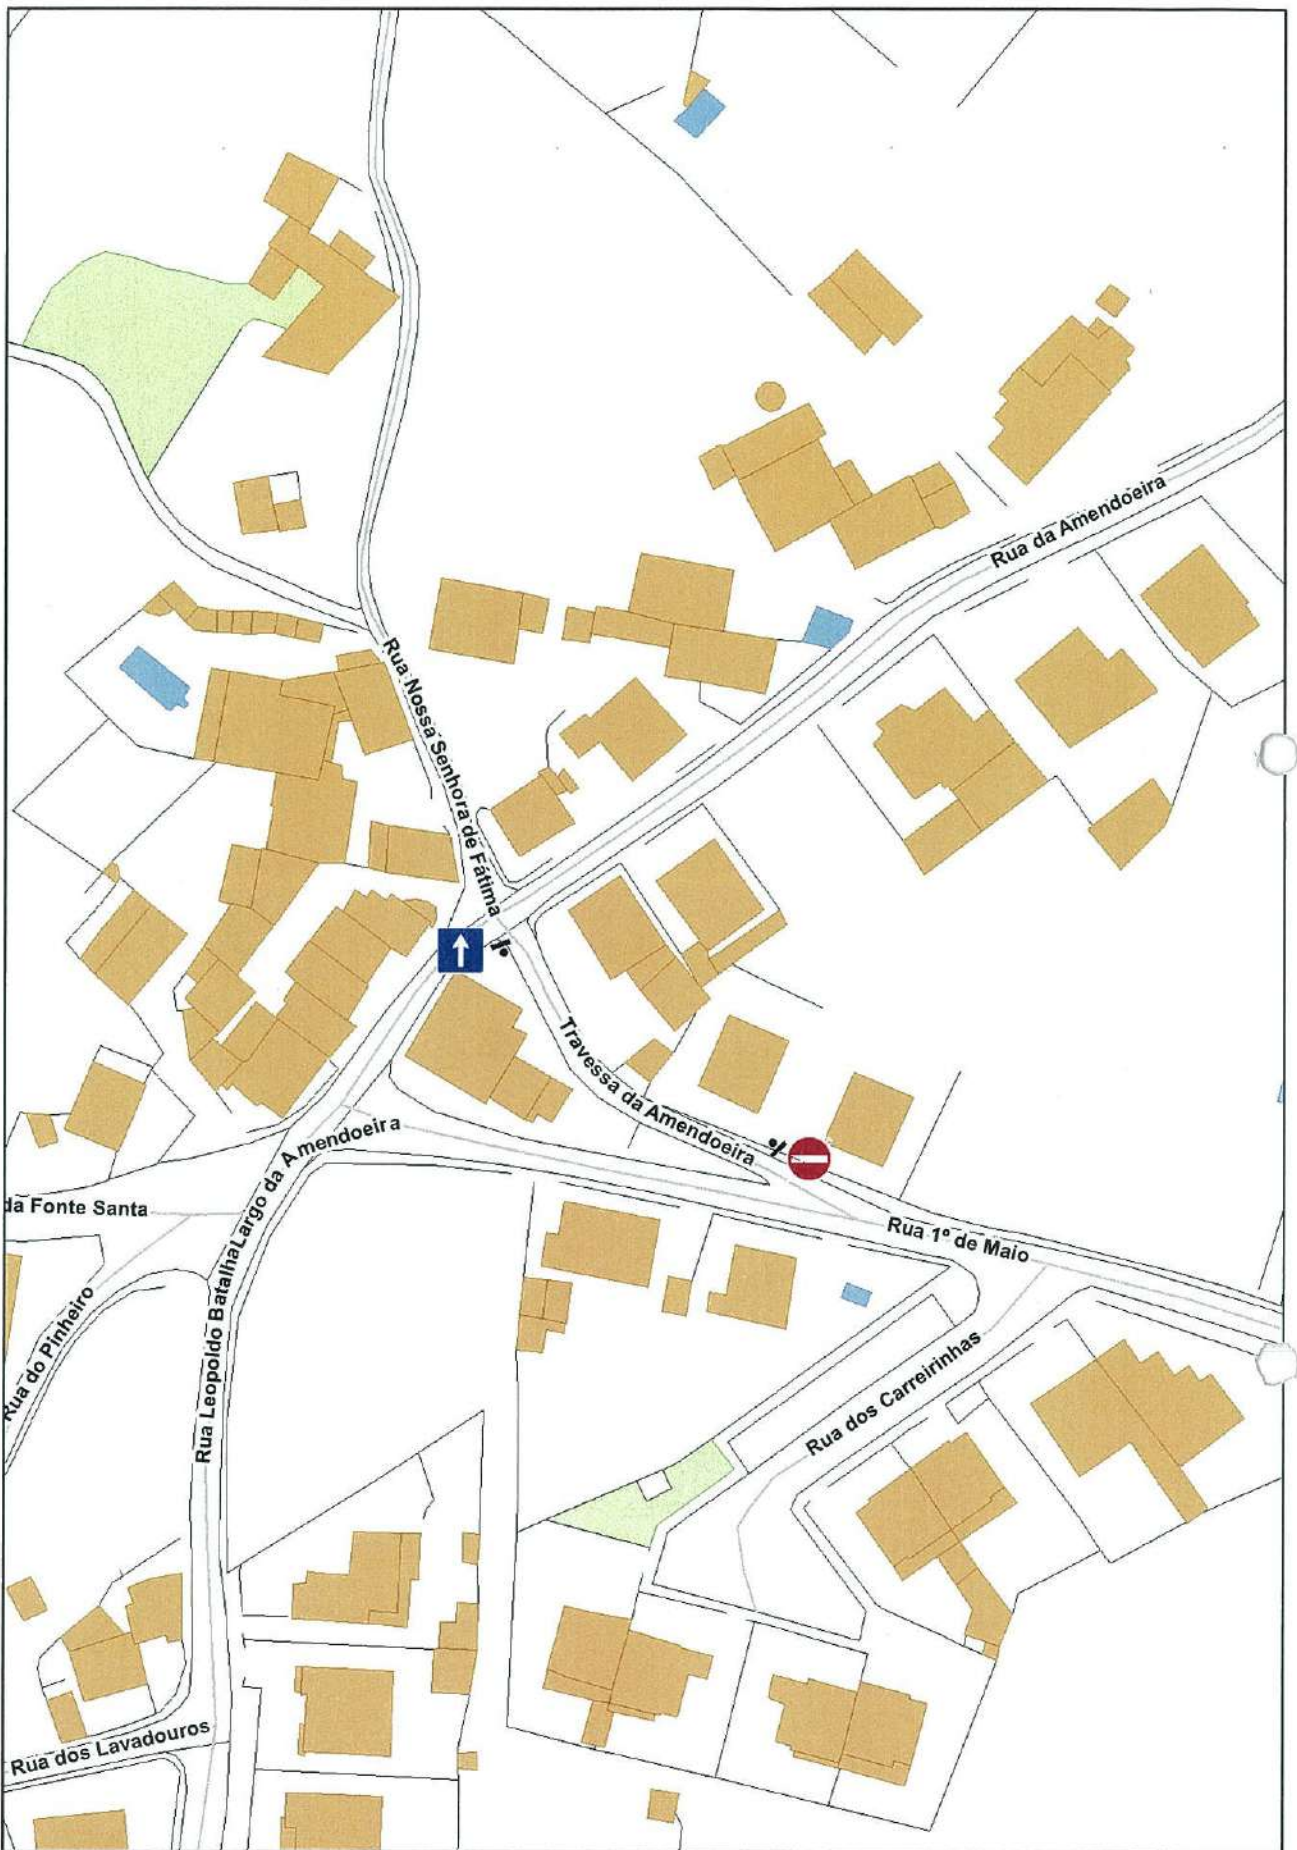 Rua da Amendoeira
Rua Nossa Senhora de Fátima
Travessa da Amendoeira
Largo da Amendoeira
da Fonte Santa
Rua 1º de Maio
Rua do Pinheiro
Rua Leopoldo Batalha
Rua dos Carreirinhas
Rua dos Lavadouros